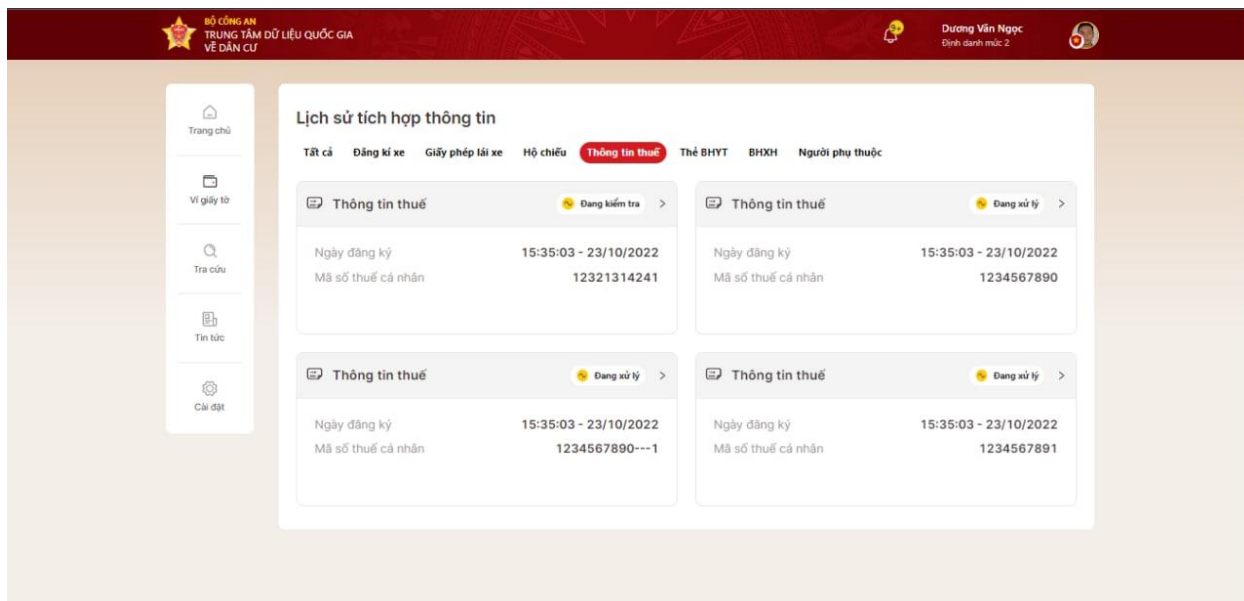 BỘ CÔNG AN
TRUNG TÂM DỮ LIỆU QUỐC GIA
VỀ DÂN CƯ
9+
Dương Văn Ngọc
Định danh mức 2
Trang chủ
Ví giấy tờ
Tra cứu
Tin tức
Cài đặt
Lịch sử tích hợp thông tin
Tất cả Đăng kí xe Giấy phép lái xe Hộ chiếu Thông tin thuế Thẻ BHYT BHXH Người phụ thuộc
Thông tin thuế Đang kiểm tra >
Ngày đăng ký 15:35:03 - 23/10/2022
Mã số thuế cá nhân 12321314241
Thông tin thuế Đang xử lý >
Ngày đăng ký 15:35:03 - 23/10/2022
Mã số thuế cá nhân 1234567890
Thông tin thuế Đang xử lý >
Ngày đăng ký 15:35:03 - 23/10/2022
Mã số thuế cá nhân 1234567890---1
Thông tin thuế Đang xử lý >
Ngày đăng ký 15:35:03 - 23/10/2022
Mã số thuế cá nhân 1234567891